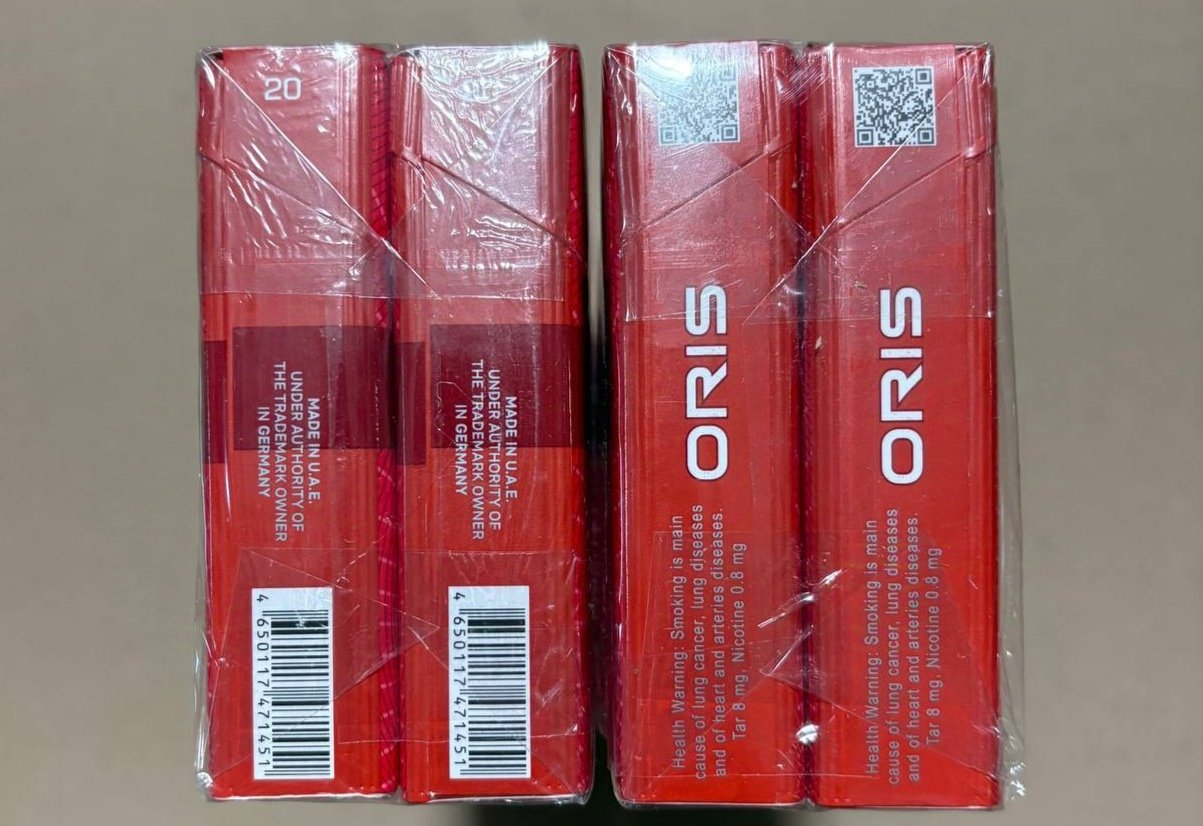 20
MADE IN U.A.E.
UNDER AUTHORITY OF
THE TRADEMARK OWNER
IN GERMANY
4 650117 471451
MADE IN U.A.E.
UNDER AUTHORITY OF
THE TRADEMARK OWNER
IN GERMANY
4 650117 471451
ORIS
Health Warning: Smoking is main
cause of lung cancer, lung diseases
and of heart and arteries diseases.
Tar 8 mg, Nicotine 0.8 mg
ORIS
Health Warning: Smoking is main
cause of lung cancer, lung diseases
and of heart and arteries diseases.
Tar 8 mg, Nicotine 0.8 mg